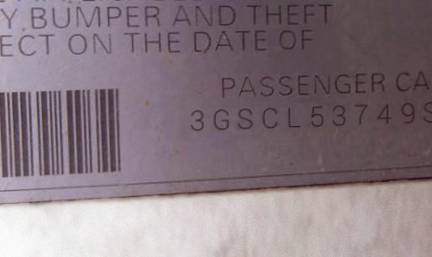 Y, BUMPER AND THEFT
ECT ON THE DATE OF
PASSENGER CA
3GSCL53749S